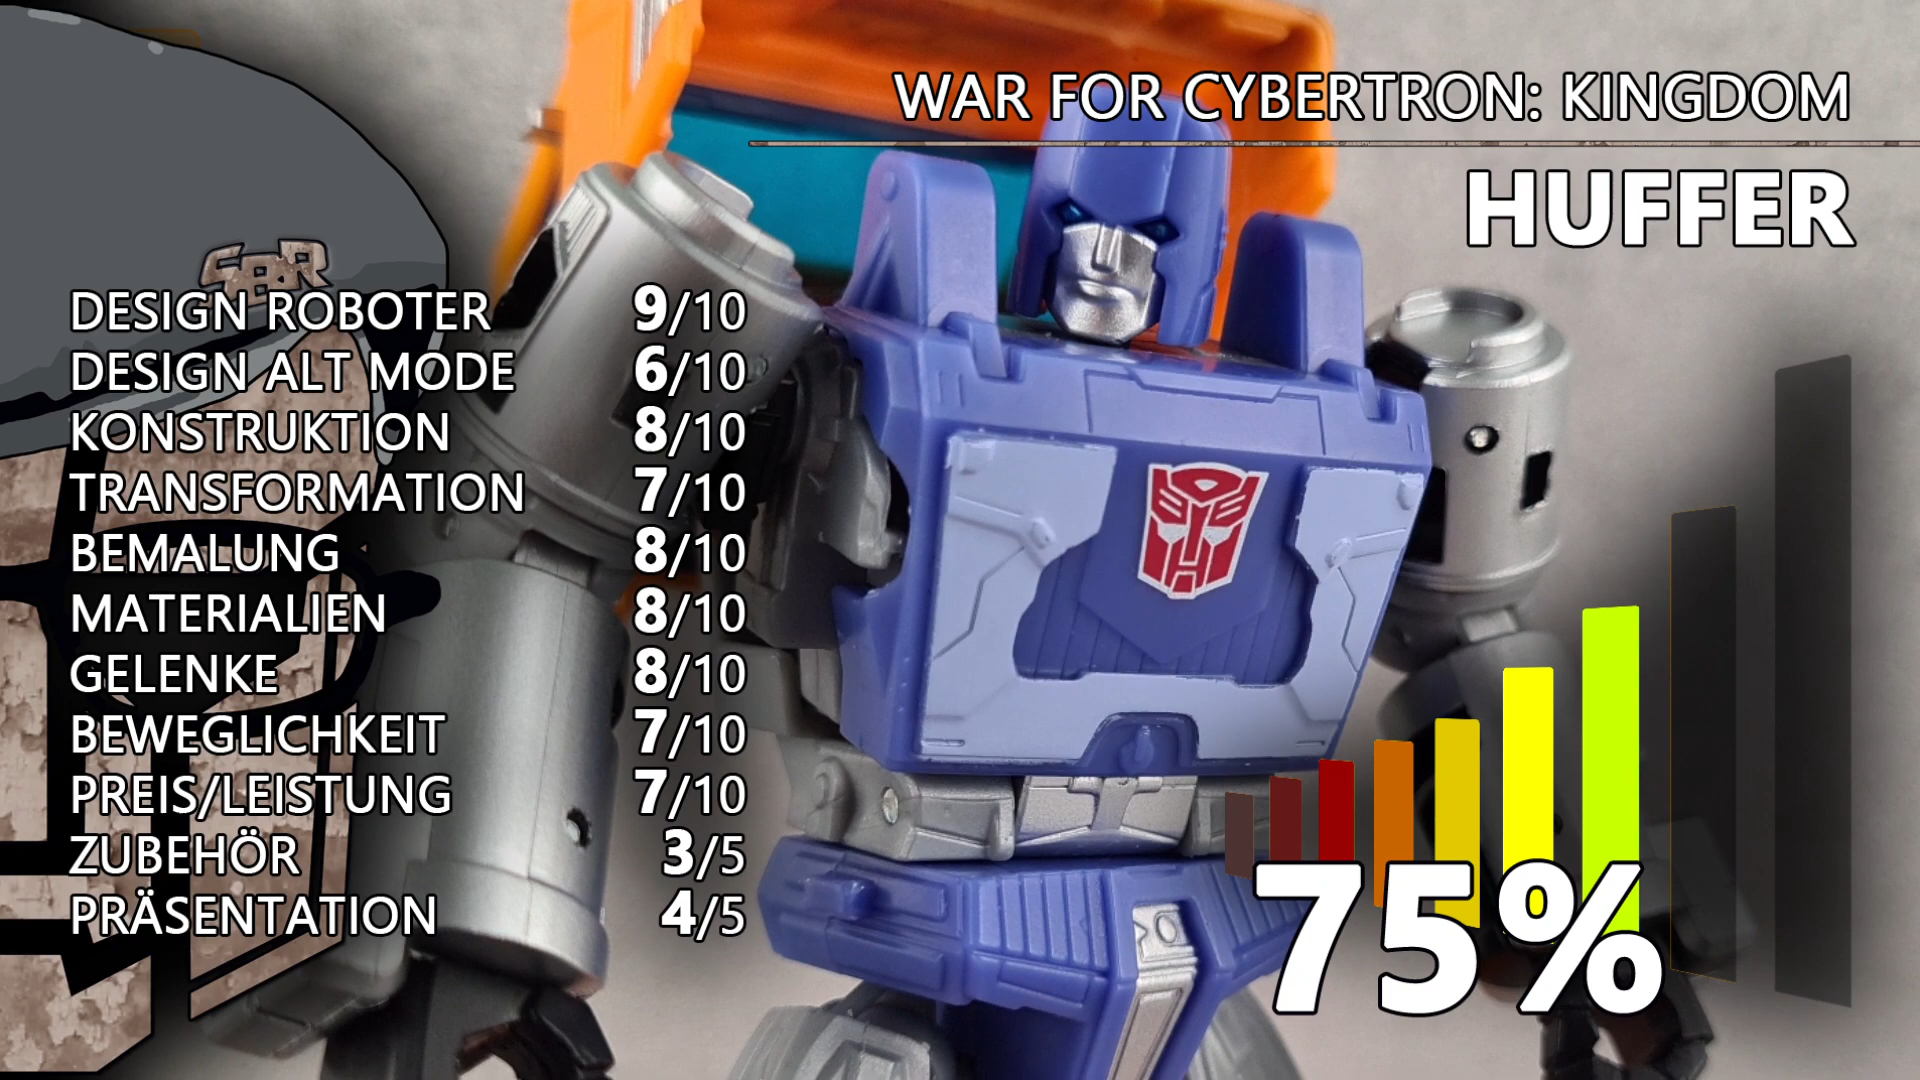 WAR FOR CYBERTRON: KINGDOM
HUFFER
SBR
DESIGN ROBOTER 9/10
DESIGN ALT MODE 6/10
KONSTRUKTION 8/10
TRANSFORMATION 7/10
BEMALUNG 8/10
MATERIALIEN 8/10
GELENKE 8/10
BEWEGLICHKEIT 7/10
PREIS/LEISTUNG 7/10
ZUBEHÖR 3/5
PRÄSENTATION 4/5
75%